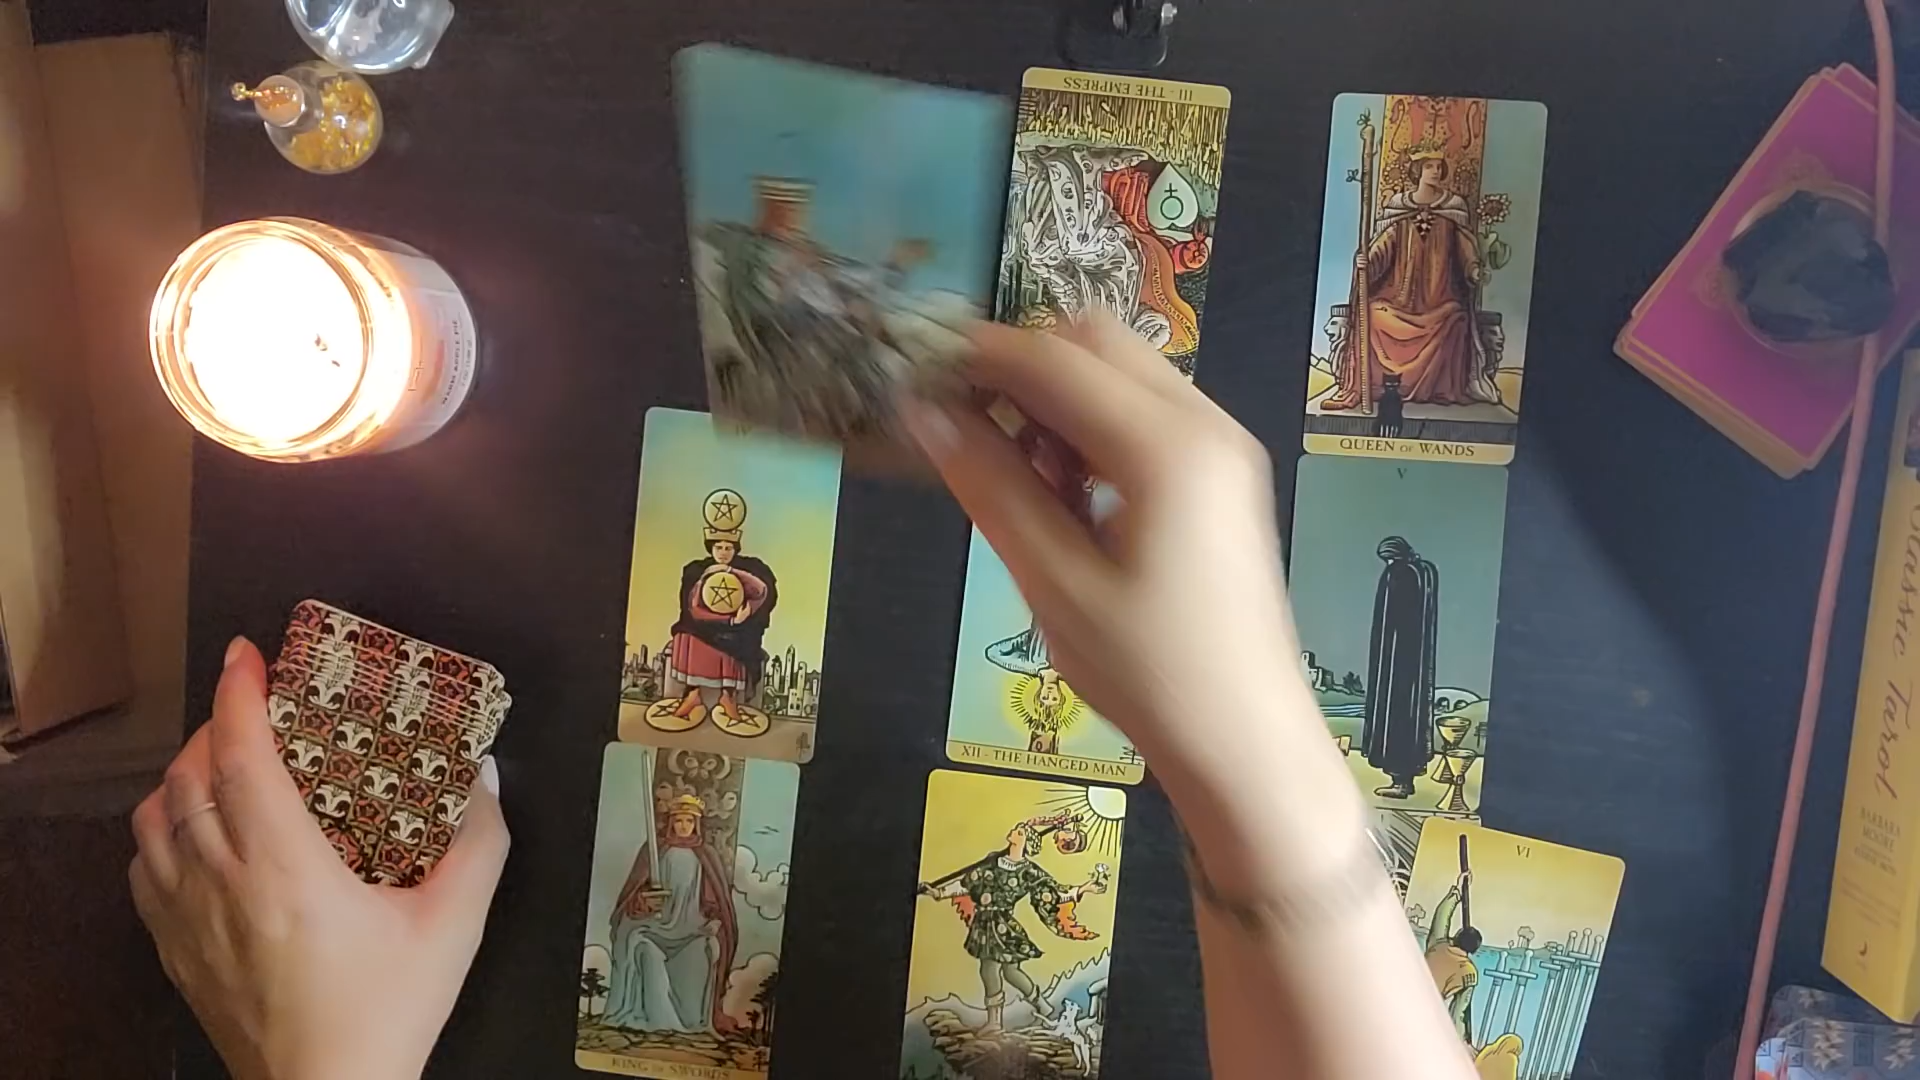 III - THE EMPRESS
QUEEN OF WANDS
V
XII - THE HANGED MAN
VI
KING OF SWORDS
Classic Tarot
BARBARA
MOORE